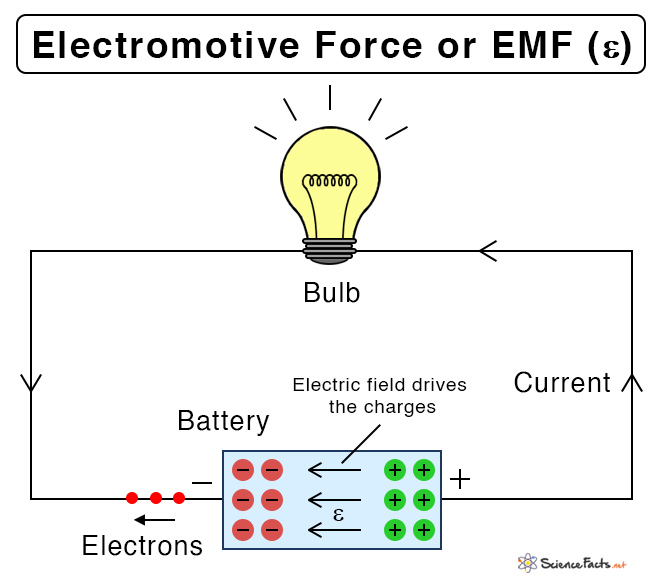 Electromotive Force or EMF (ε)
Bulb
Electric field drives
the charges
Current
Battery
− +
− − + +
− − + +
ε
− − + +
Electrons
ScienceFacts.net